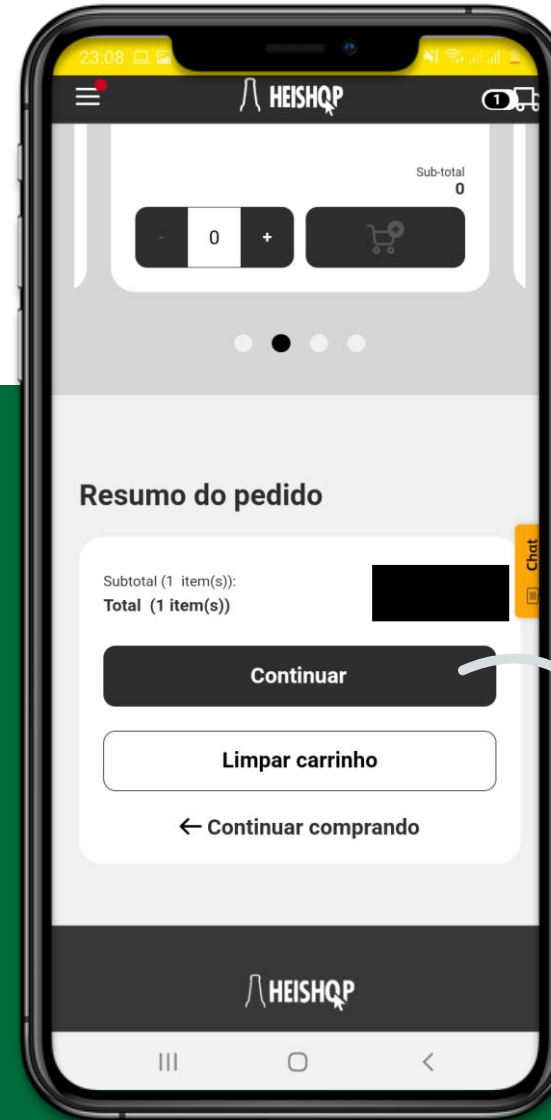 23:08
HEISHOP
1
Sub-total
0
- 0 +
Resumo do pedido
Chat
Subtotal (1 item(s)):
Total (1 item(s))
Continuar
Limpar carrinho
← Continuar comprando
HEISHOP